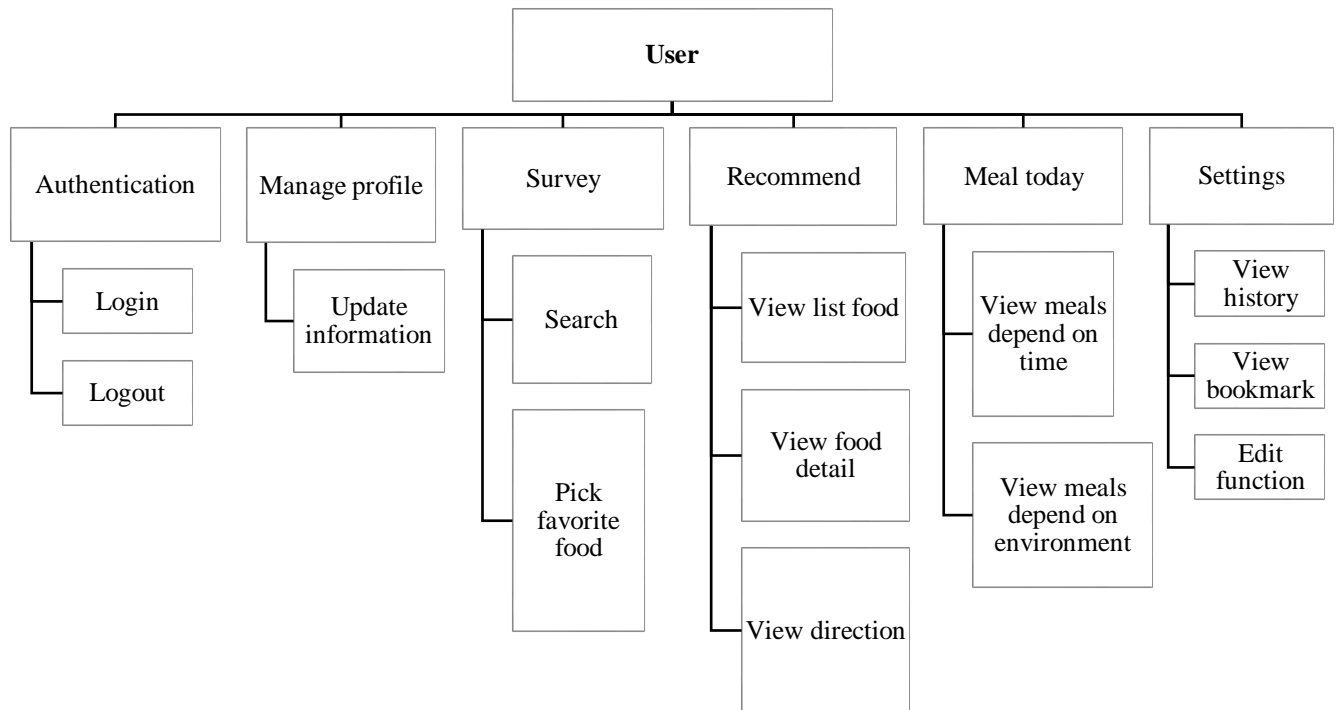 User
Authentication
Manage profile
Survey
Recommend
Meal today
Settings
Login
Logout
Update
information
Search
Pick
favorite
food
View list food
View food
detail
View direction
View meals
depend on
time
View meals
depend on
environment
View
history
View
bookmark
Edit
function